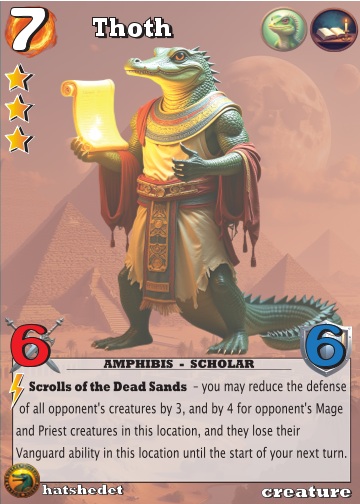 7 Thoth
6 6
AMPHIBIS - SCHOLAR
Scrolls of the Dead Sands - you may reduce the defense
of all opponent's creatures by 3, and by 4 for opponent's Mage
and Priest creatures in this location, and they lose their
Vanguard ability in this location until the start of your next turn.
hatshedet creature